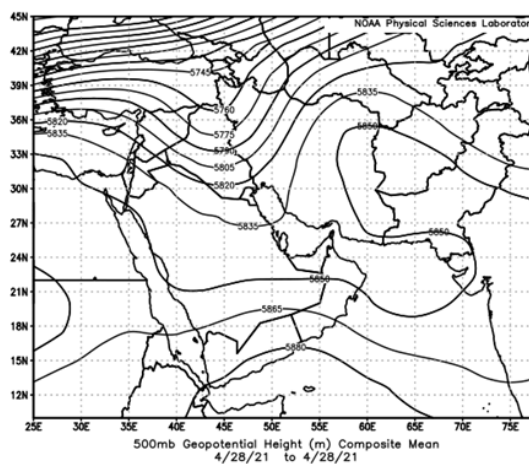 NOAA Physical Sciences Laborator
45N
42N
39N
36N
33N
30N
27N
24N
21N
18N
15N
12N
5745
5760
5775
5790
5805
5820
5835
5820
5835
5835
5850
5850
5850
5865
5880
25E 30E 35E 40E 45E 50E 55E 60E 65E 70E 75E
500mb Geopotential Height (m) Composite Mean
4/28/21 to 4/28/21